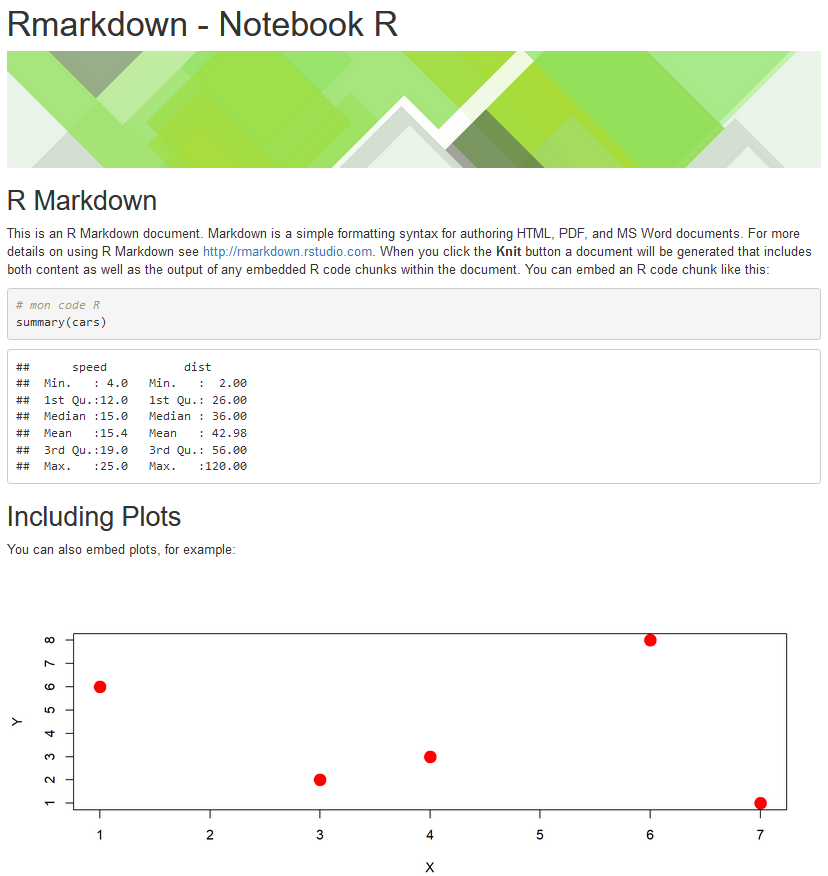 Rmarkdown - Notebook R
R Markdown
This is an R Markdown document. Markdown is a simple formatting syntax for authoring HTML, PDF, and MS Word documents. For more
details on using R Markdown see http://rmarkdown.rstudio.com. When you click the Knit button a document will be generated that includes
both content as well as the output of any embedded R code chunks within the document. You can embed an R code chunk like this:
# mon code R
summary(cars)
##      speed           dist
##  Min.   : 4.0   Min.   :  2.00
##  1st Qu.:12.0   1st Qu.: 26.00
##  Median :15.0   Median : 36.00
##  Mean   :15.4   Mean   : 42.98
##  3rd Qu.:19.0   3rd Qu.: 56.00
##  Max.   :25.0   Max.   :120.00
Including Plots
You can also embed plots, for example:
8
7
6
5
4
3
2
1
Y
1 2 3 4 5 6 7
X